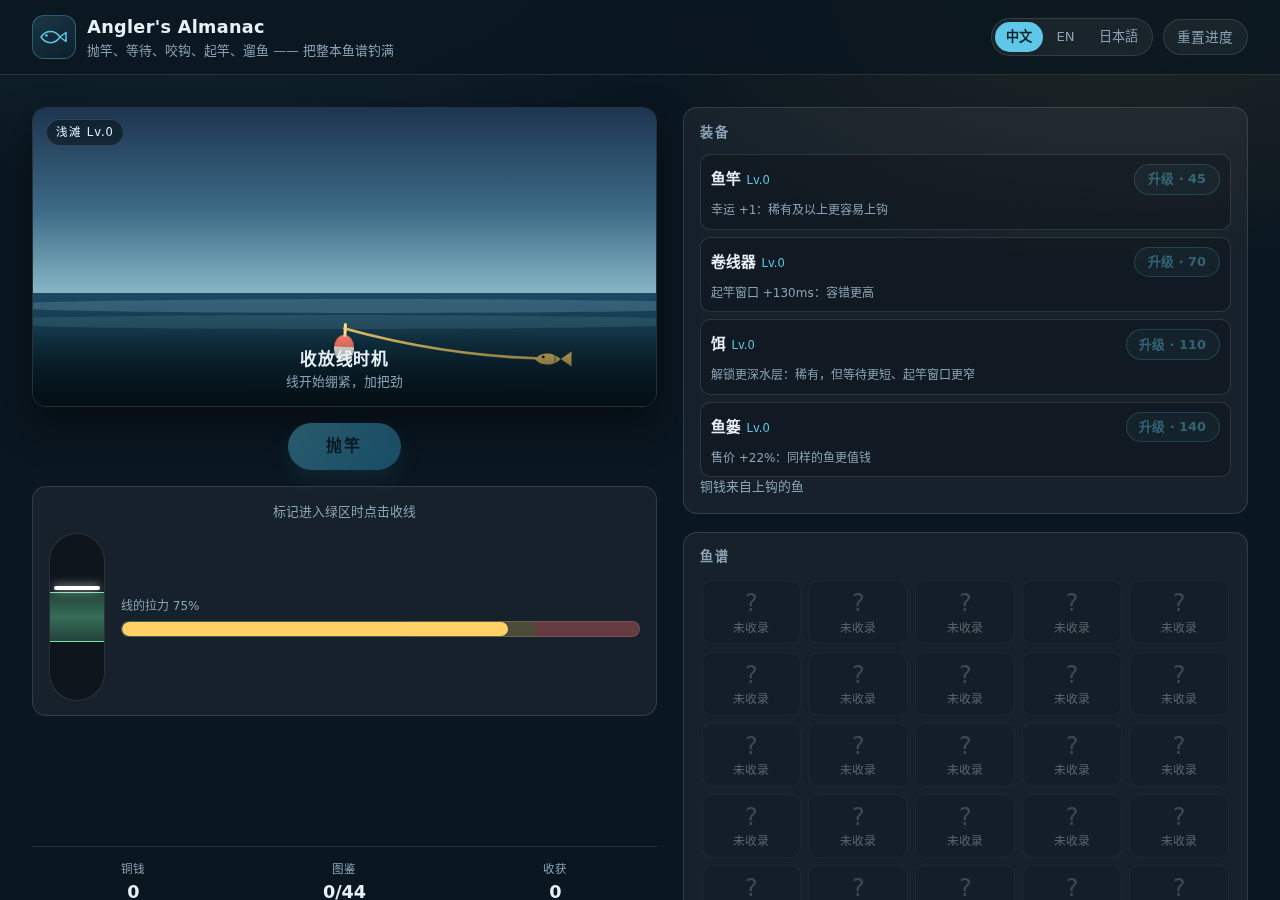 Angler's Almanac
抛竿、等待、咬钩、起竿、遛鱼 —— 把整本鱼谱钓满
中文
EN
日本語
重置进度
浅滩 Lv.0
收放线时机
线开始绷紧，加把劲
抛竿
标记进入绿区时点击收线
线的拉力 75%
铜钱
0
图鉴
0/44
收获
0
装备
鱼竿 Lv.0
升级 · 45
幸运 +1：稀有及以上更容易上钩
卷线器 Lv.0
升级 · 70
起竿窗口 +130ms：容错更高
饵 Lv.0
升级 · 110
解锁更深水层：稀有，但等待更短、起竿窗口更窄
鱼篓 Lv.0
升级 · 140
售价 +22%：同样的鱼更值钱
铜钱来自上钩的鱼
鱼谱
? ? ? ? ?
未收录 未收录 未收录 未收录 未收录
? ? ? ? ?
未收录 未收录 未收录 未收录 未收录
? ? ? ? ?
未收录 未收录 未收录 未收录 未收录
? ? ? ? ?
未收录 未收录 未收录 未收录 未收录
? ? ? ? ?